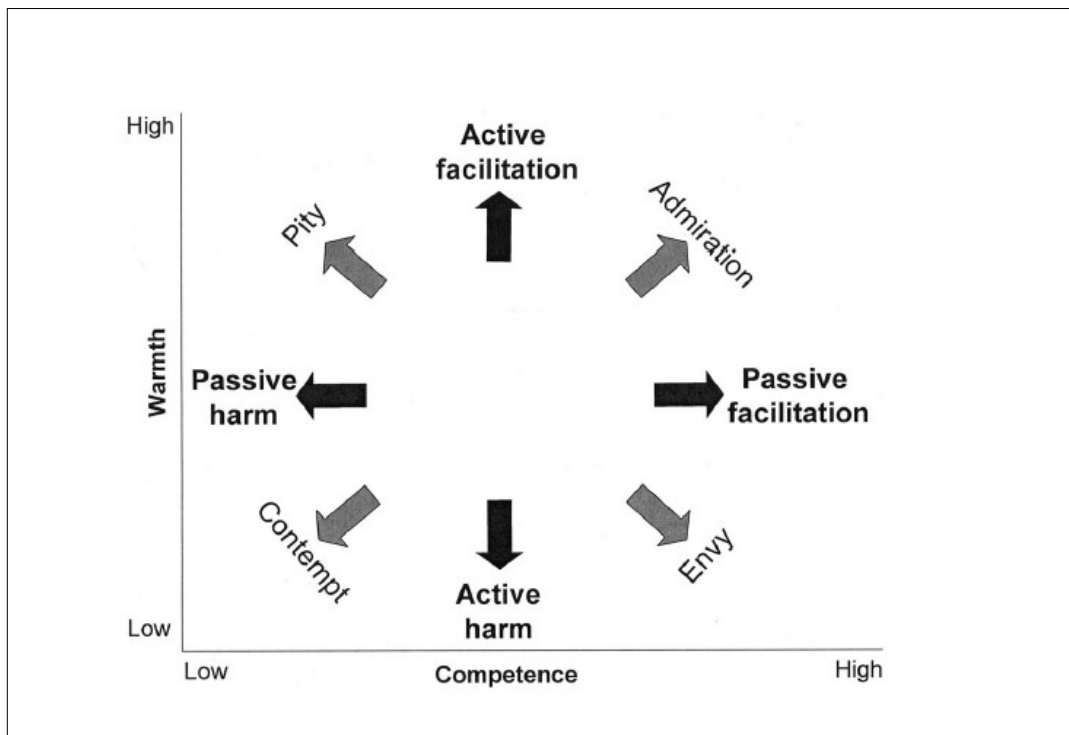 High
Active
facilitation
Pity
Admiration
Warmth
Passive
harm
Passive
facilitation
Contempt
Envy
Active
harm
Low
Low
Competence
High